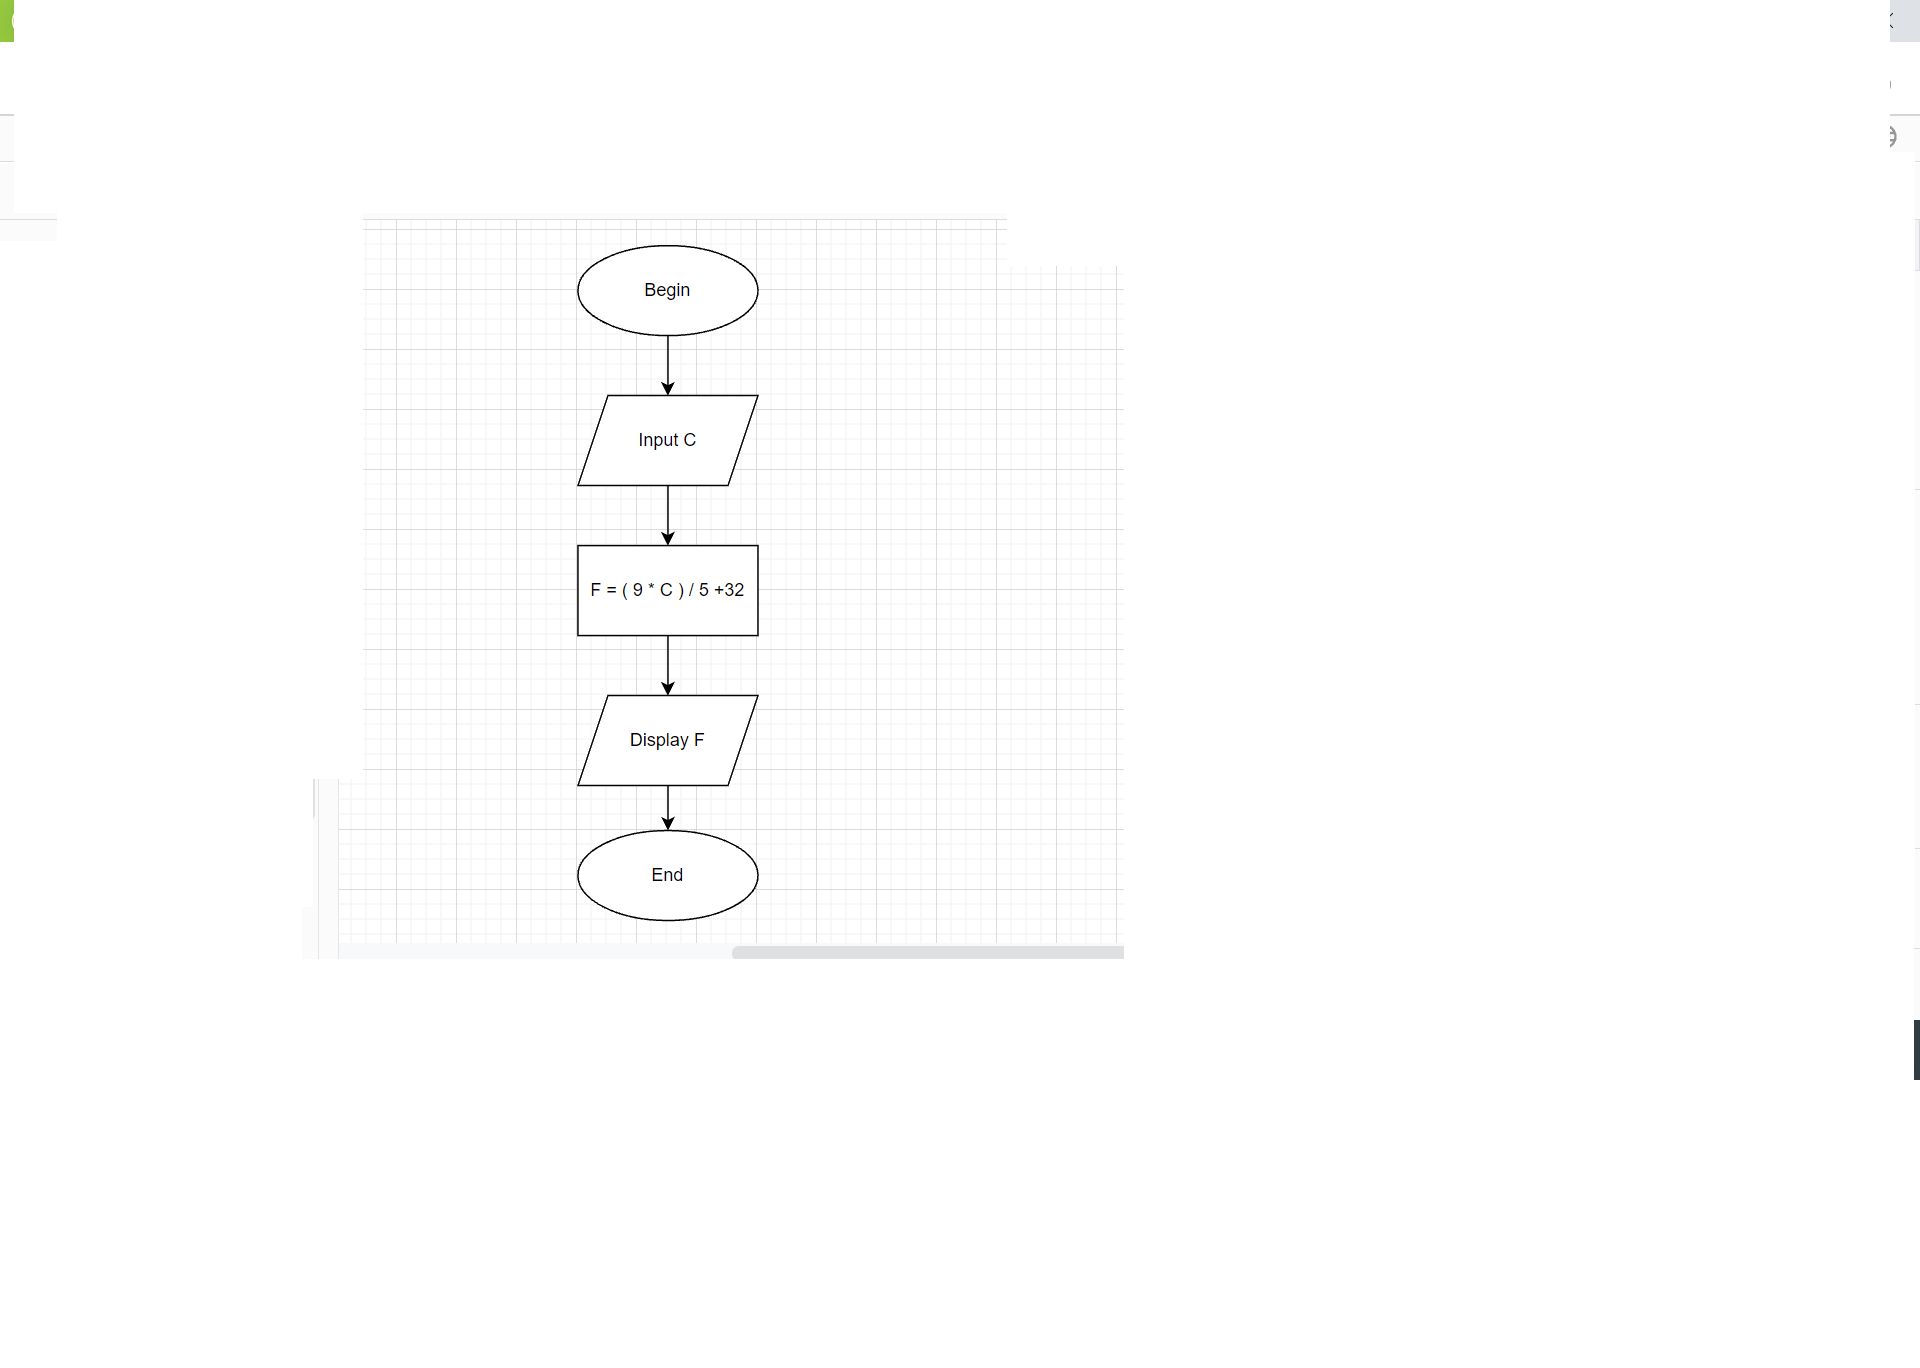 Begin
Input C
F = ( 9 * C ) / 5 +32
Display F
End